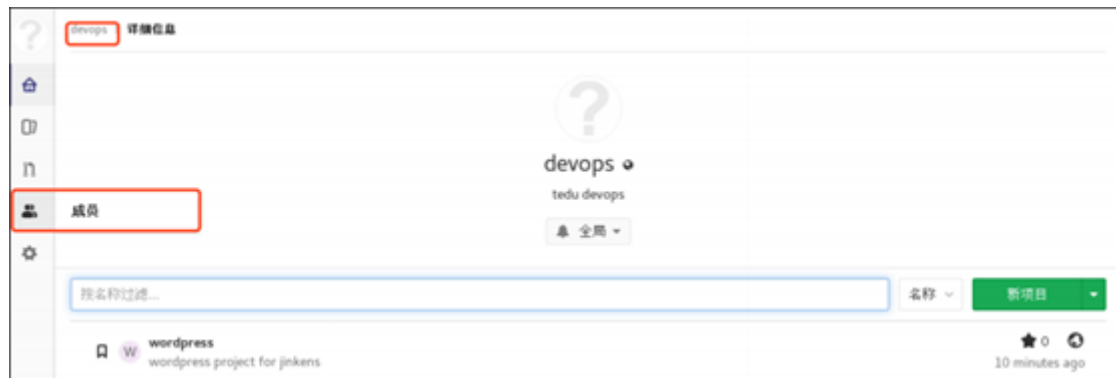 devops 详细信息
devops
tedu devops
全局
成员
按名称过滤...
名称
新项目
W
wordpress
0
wordpress project for jinkens
10 minutes ago